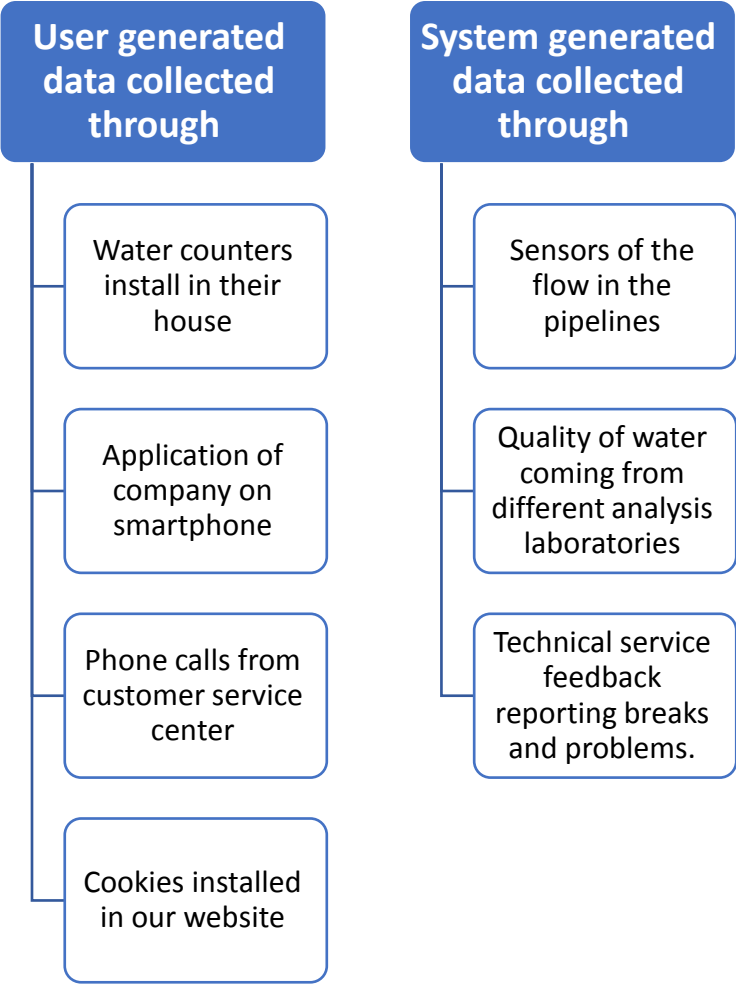 User generated
data collected
through
Water counters
install in their
house
Application of
company on
smartphone
Phone calls from
customer service
center
Cookies installed
in our website
System generated
data collected
through
Sensors of the
flow in the
pipelines
Quality of water
coming from
different analysis
laboratories
Technical service
feedback
reporting breaks
and problems.